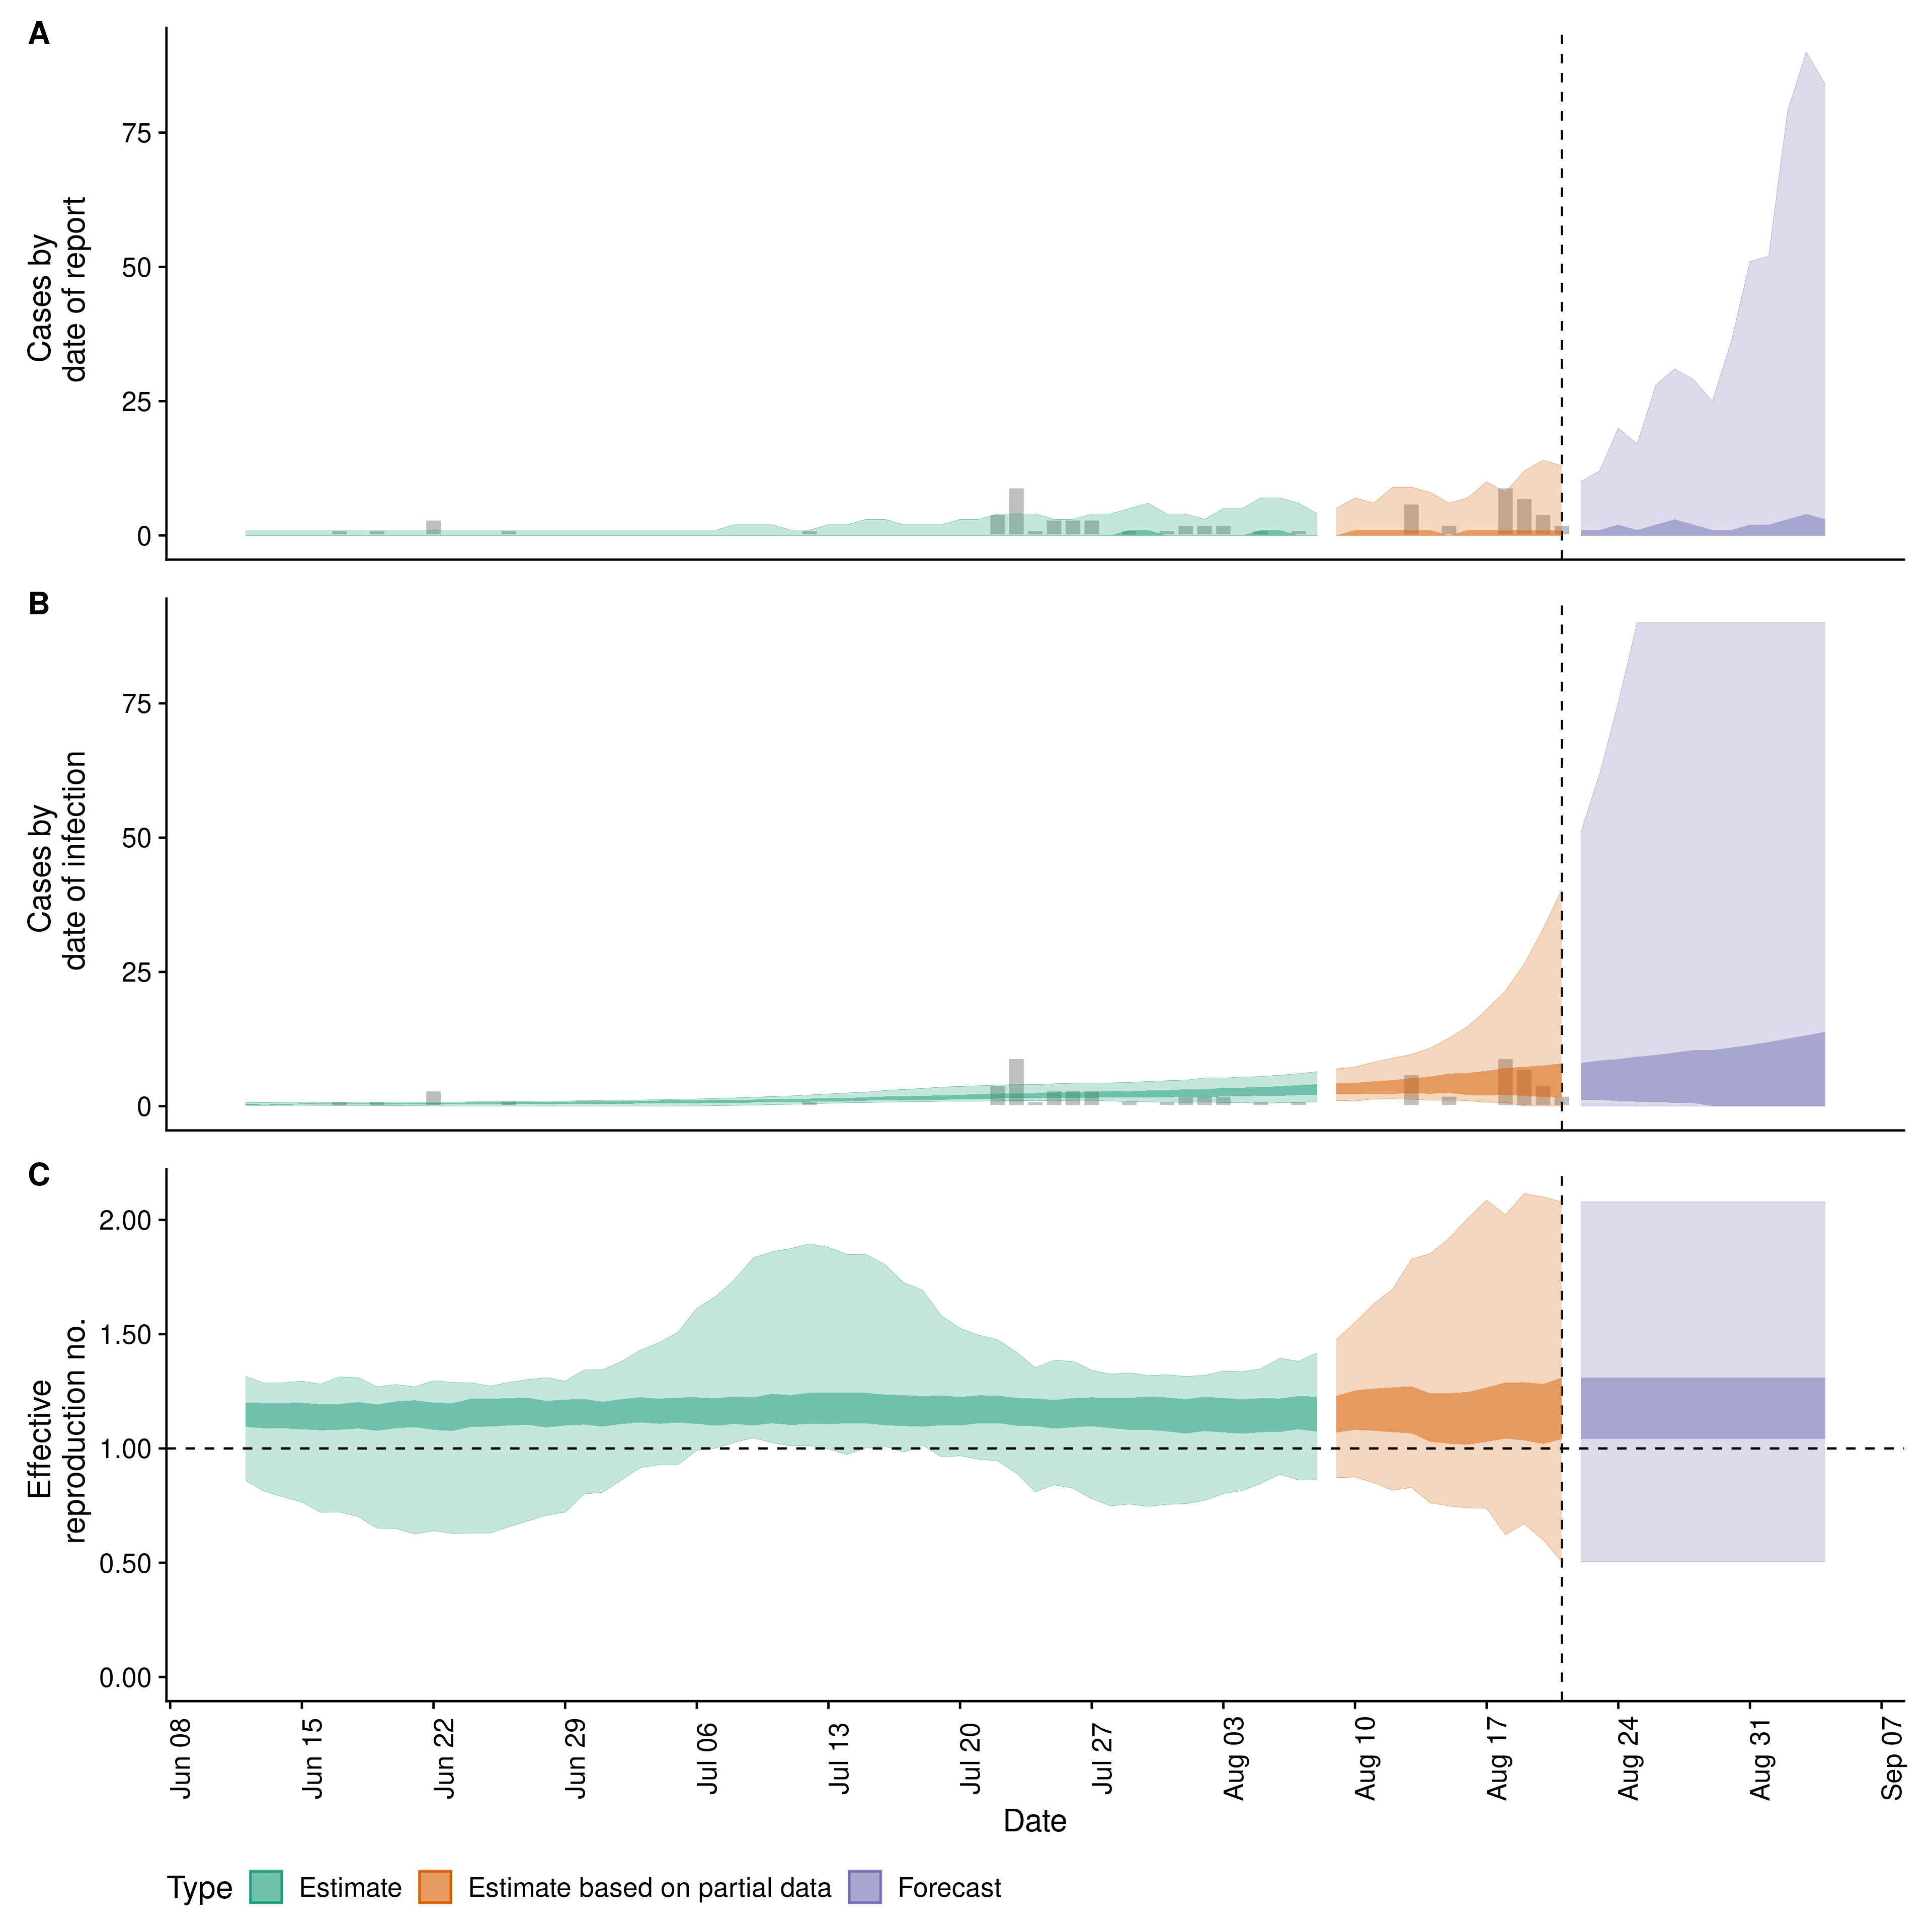 A
Cases by
date of report
75
50
25
0
B
Cases by
date of infection
75
50
25
0
C
Effective
reproduction no.
2.00
1.50
1.00
0.50
0.00
Jun 08
Jun 15
Jun 22
Jun 29
Jul 06
Jul 13
Jul 20
Jul 27
Aug 03
Aug 10
Aug 17
Aug 24
Aug 31
Sep 07
Date
Type
Estimate
Estimate based on partial data
Forecast